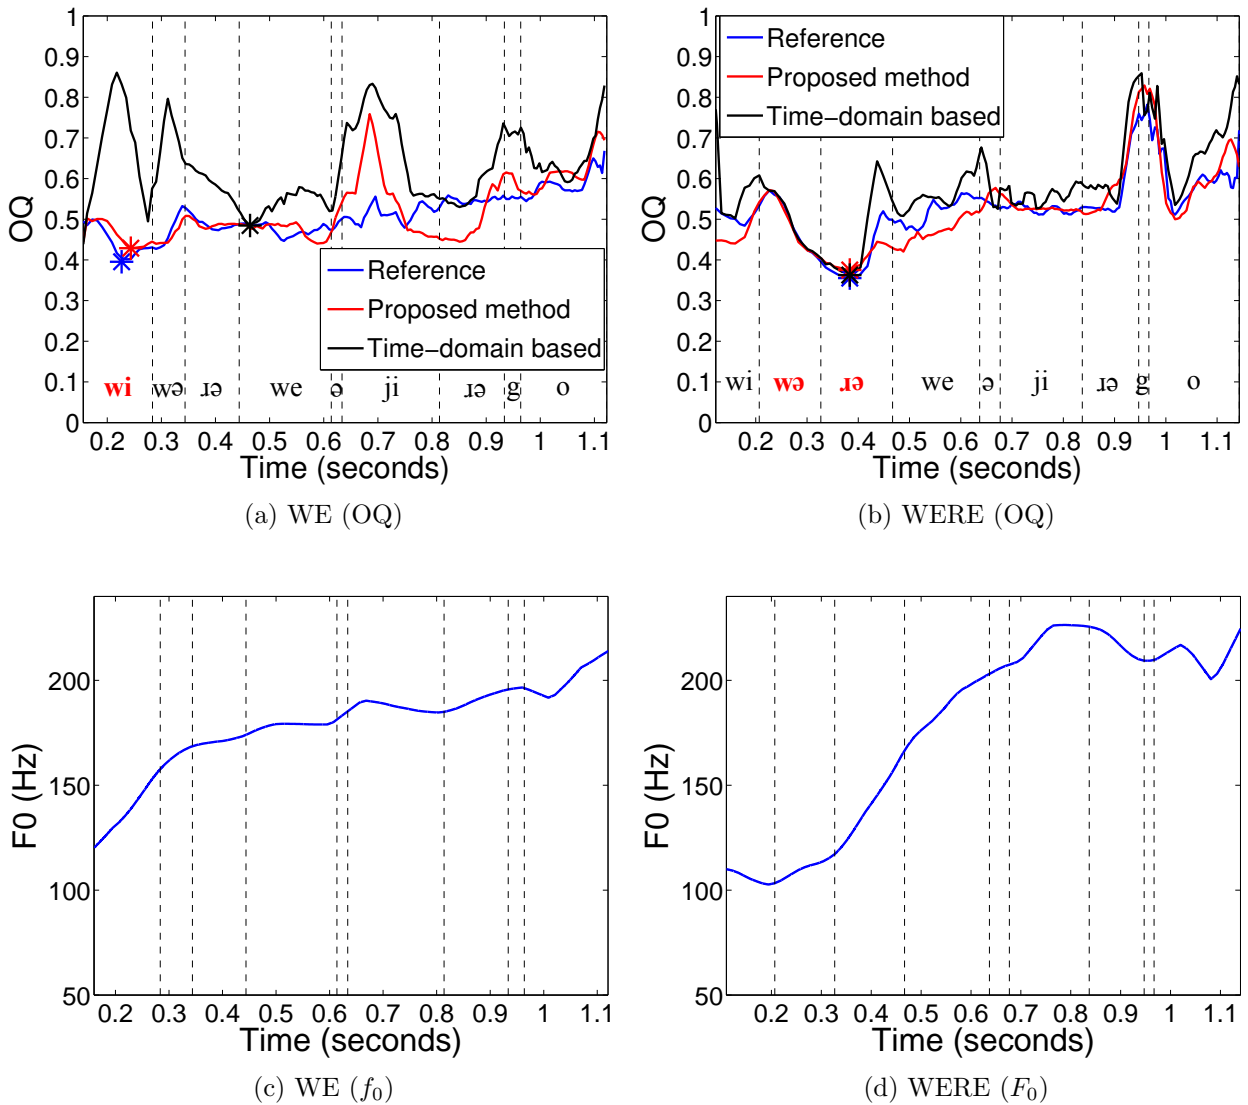 1
0.9
0.8
0.7
0.6
0.5
0.4
0.3
0.2
0.1
0
OQ
Reference
Proposed method
Time−domain based
wi wə ɹə we ə ji ɹə g o
0.2 0.3 0.4 0.5 0.6 0.7 0.8 0.9 1 1.1
Time (seconds)
(a) WE (OQ)
1
0.9
0.8
0.7
0.6
0.5
0.4
0.3
0.2
0.1
0
OQ
Reference
Proposed method
Time−domain based
wi wə ɹə we ə ji ɹə g o
0.2 0.3 0.4 0.5 0.6 0.7 0.8 0.9 1 1.1
Time (seconds)
(b) WERE (OQ)
200
150
100
50
F0 (Hz)
0.2 0.3 0.4 0.5 0.6 0.7 0.8 0.9 1 1.1
Time (seconds)
(c) WE (f0)
200
150
100
50
F0 (Hz)
0.2 0.3 0.4 0.5 0.6 0.7 0.8 0.9 1 1.1
Time (seconds)
(d) WERE (F0)